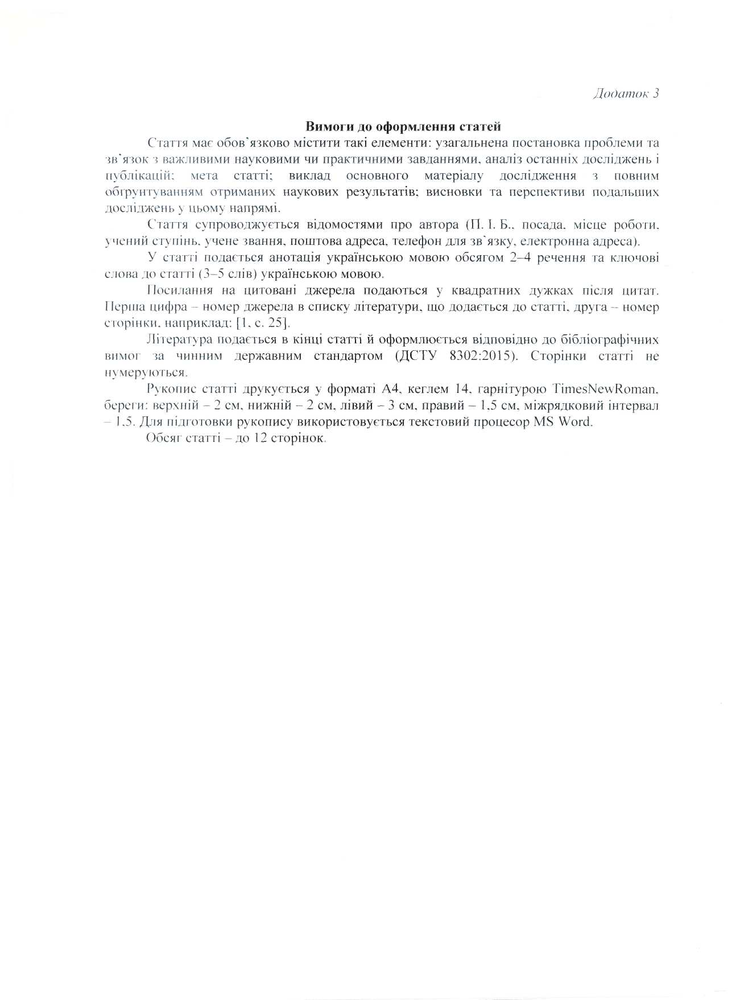 Додаток 3
Вимоги до оформлення статей
Стаття має обов'язково містити такі елементи: узагальнена постановка проблеми та
зв'язок з важливими науковими чи практичними завданнями, аналіз останніх досліджень і
публікацій; мета статті; виклад основного матеріалу дослідження з повним
обґрунтуванням отриманих наукових результатів; висновки та перспективи подальших
досліджень у цьому напрямі.
Стаття супроводжується відомостями про автора (П. І. Б., посада, місце роботи,
учений ступінь, учене звання, поштова адреса, телефон для зв'язку, електронна адреса).
У статті подається анотація українською мовою обсягом 2–4 речення та ключові
слова до статті (3–5 слів) українською мовою.
Посилання на цитовані джерела подаються у квадратних дужках після цитат.
Перша цифра – номер джерела в списку літератури, що додається до статті, друга – номер
сторінки, наприклад: [1, с. 25].
Література подається в кінці статті й оформлюється відповідно до бібліографічних
вимог за чинним державним стандартом (ДСТУ 8302:2015). Сторінки статті не
нумеруються.
Рукопис статті друкується у форматі А4, кеглем 14, гарнітурою TimesNewRoman,
береги: верхній – 2 см, нижній – 2 см, лівий – 3 см, правий – 1,5 см, міжрядковий інтервал
– 1,5. Для підготовки рукопису використовується текстовий процесор MS Word.
Обсяг статті – до 12 сторінок.